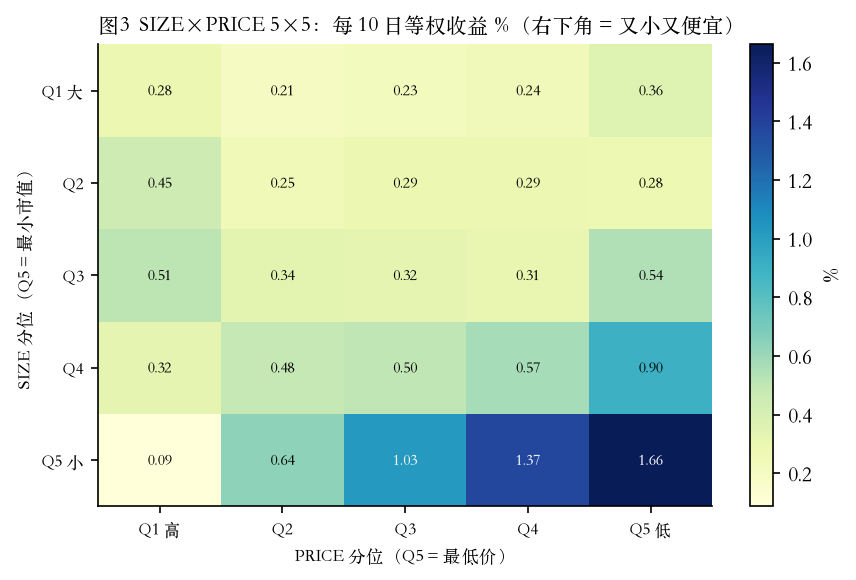 图3 SIZE×PRICE 5×5：每 10 日等权收益 %（右下角 = 又小又便宜）
SIZE 分位（Q5 = 最小市值）
Q1 大 0.28 0.21 0.23 0.24 0.36
Q2 0.45 0.25 0.29 0.29 0.28
Q3 0.51 0.34 0.32 0.31 0.54
Q4 0.32 0.48 0.50 0.57 0.90
Q5 小 0.09 0.64 1.03 1.37 1.66
Q1 高 Q2 Q3 Q4 Q5 低
PRICE 分位（Q5 = 最低价）
1.6
1.4
1.2
1.0
0.8
0.6
0.4
0.2
%